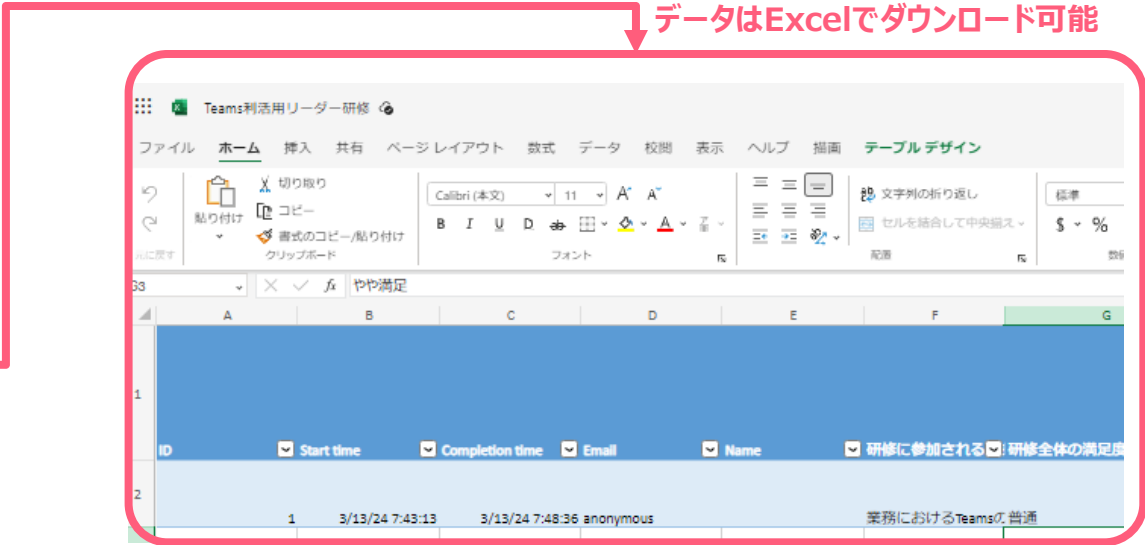 データはExcelでダウンロード可能
Teams利活用リーダー研修
ファイル ホーム 挿入 共有 ページ レイアウト 数式 データ 校閲 表示 ヘルプ 描画 テーブル デザイン
切り取り
Calibri (本文) 11 A A
文字列の折り返し
標準
貼り付け
コピー
B I U D ab A
セルを結合して中央揃え
$ %
書式のコピー/貼り付け
元に戻す クリップボード フォント 配置
G3 fx やや満足
A B C D E F G
1
ID Start time Completion time Email Name 研修に参加される 研修全体の満足度
2
1 3/13/24 7:43:13 3/13/24 7:48:36 anonymous 業務におけるTeamsの 普通